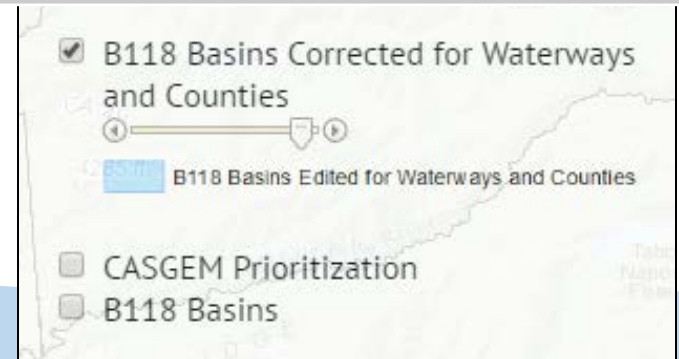 B118 Basins Corrected for Waterways
and Counties
B118 Basins Edited for Waterways and Counties
CASGEM Prioritization
B118 Basins